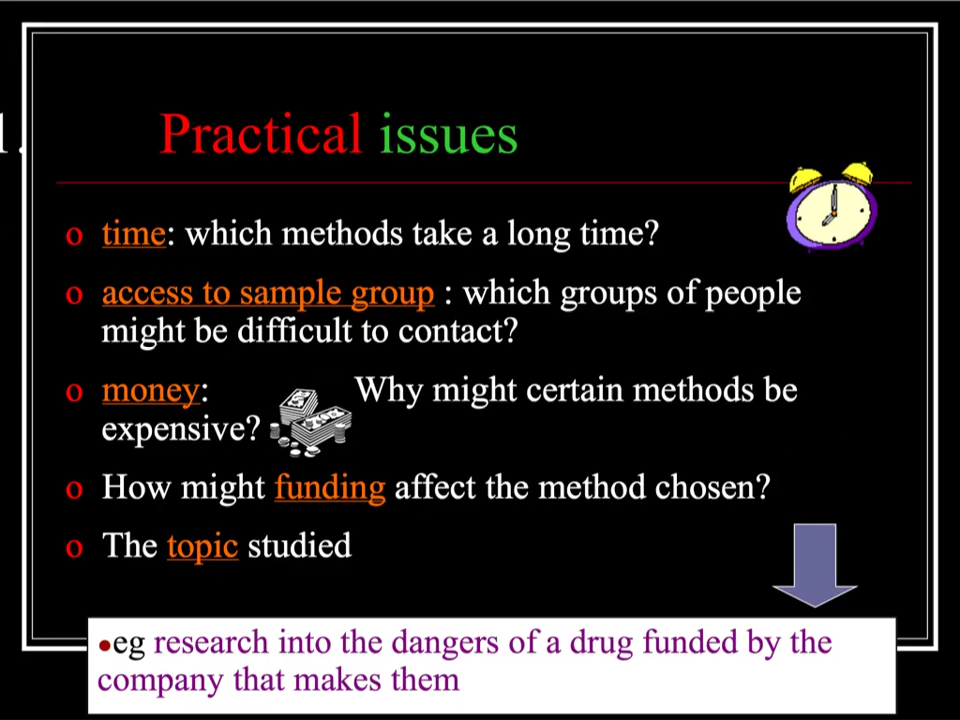 1. Practical issues
o time: which methods take a long time?
o access to sample group : which groups of people
might be difficult to contact?
o money: Why might certain methods be
expensive?
o How might funding affect the method chosen?
o The topic studied
•eg research into the dangers of a drug funded by the
company that makes them